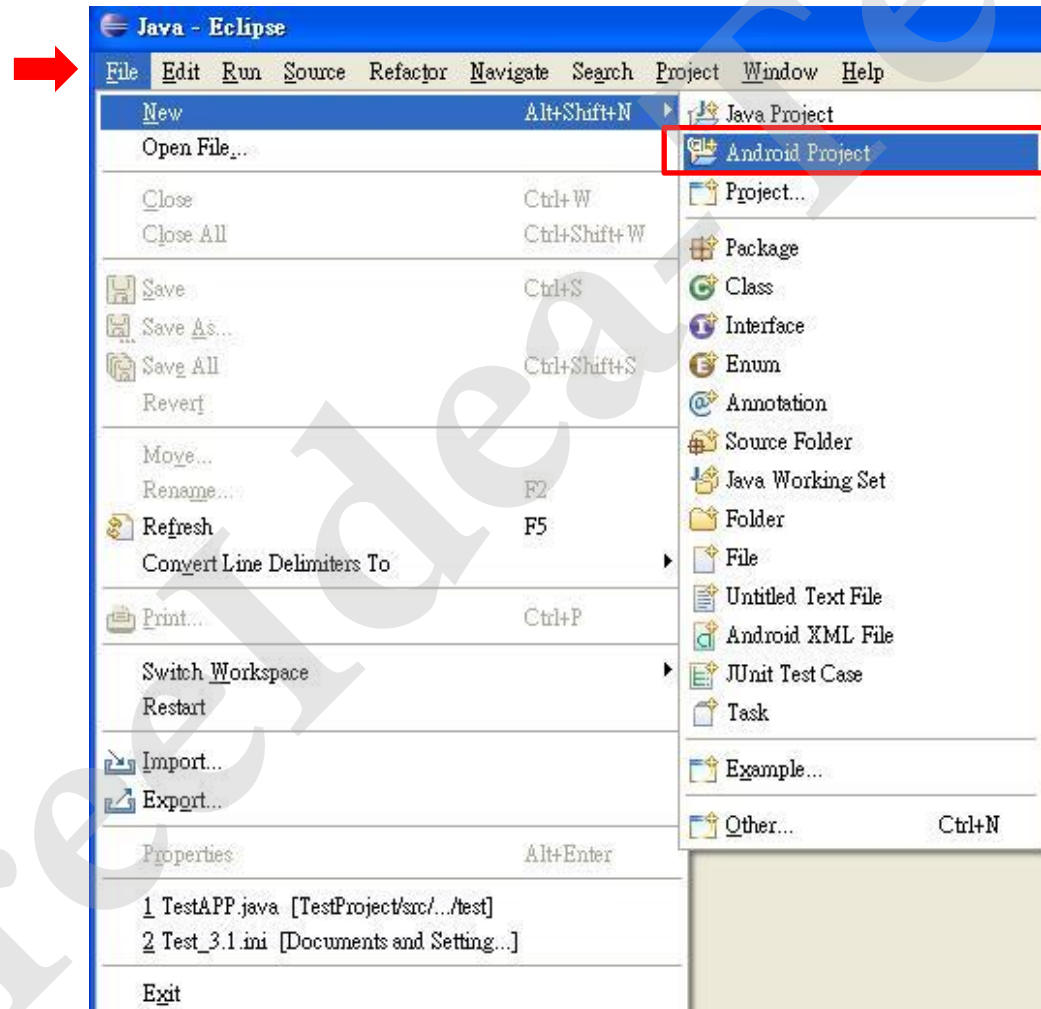 Java - Eclipse
File Edit Run Source Refactor Navigate Search Project Window Help
New Alt+Shift+N
Open File...
Close Ctrl+W
Close All Ctrl+Shift+W
Save Ctrl+S
Save As...
Save All Ctrl+Shift+S
Revert
Move...
Rename... F2
Refresh F5
Convert Line Delimiters To
Print... Ctrl+P
Switch Workspace
Restart
Import...
Export...
Properties Alt+Enter
1 TestAPP.java [TestProject/src/.../test]
2 Test_3.1.ini [Documents and Setting...]
Exit
Java Project
Android Project
Project...
Package
Class
Interface
Enum
Annotation
Source Folder
Java Working Set
Folder
File
Untitled Text File
Android XML File
JUnit Test Case
Task
Example...
Other... Ctrl+N